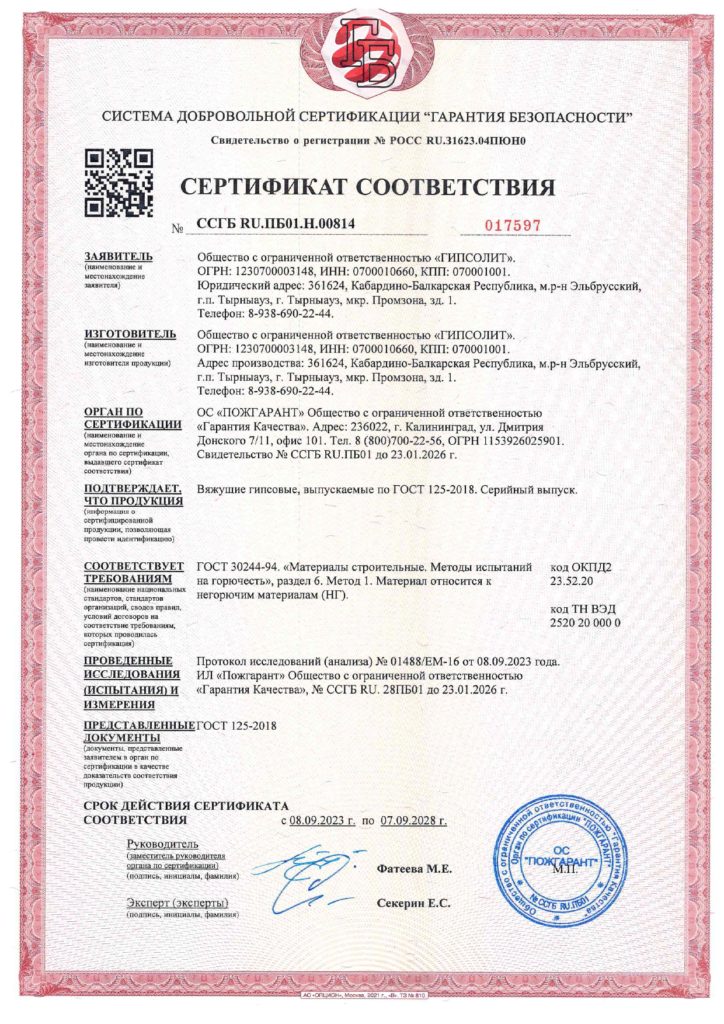 ГБ
СИСТЕМА ДОБРОВОЛЬНОЙ СЕРТИФИКАЦИИ "ГАРАНТИЯ БЕЗОПАСНОСТИ"
Свидетельство о регистрации № РОСС RU.31623.04ПЮН0
СЕРТИФИКАТ СООТВЕТСТВИЯ
№ ССГБ RU.ПБ01.Н.00814 017597
ЗАЯВИТЕЛЬ
(наименование и
местонахождение
заявителя)
Общество с ограниченной ответственностью «ГИПСОЛИТ».
ОГРН: 1230700003148, ИНН: 0700010660, КПП: 070001001.
Юридический адрес: 361624, Кабардино-Балкарская Республика, м.р-н Эльбрусский,
г.п. Тырныауз, г. Тырныауз, мкр. Промзона, зд. 1.
Телефон: 8-938-690-22-44.
ИЗГОТОВИТЕЛЬ
(наименование и
местонахождение
изготовителя продукции)
Общество с ограниченной ответственностью «ГИПСОЛИТ».
ОГРН: 1230700003148, ИНН: 0700010660, КПП: 070001001.
Адрес производства: 361624, Кабардино-Балкарская Республика, м.р-н Эльбрусский,
г.п. Тырныауз, г. Тырныауз, мкр. Промзона, зд. 1.
Телефон: 8-938-690-22-44.
ОРГАН ПО
СЕРТИФИКАЦИИ
(наименование и
местонахождение
органа по сертификации,
выдавшего сертификат
соответствия)
ОС «ПОЖГАРАНТ» Общество с ограниченной ответственностью
«Гарантия Качества». Адрес: 236022, г. Калининград, ул. Дмитрия
Донского 7/11, офис 101. Тел. 8 (800)700-22-56, ОГРН 1153926025901.
Свидетельство № ССГБ RU.ПБ01 до 23.01.2026 г.
ПОДТВЕРЖДАЕТ,
ЧТО ПРОДУКЦИЯ
(информация о
сертифицированной
продукции, позволяющая
провести идентификацию)
Вяжущие гипсовые, выпускаемые по ГОСТ 125-2018. Серийный выпуск.
СООТВЕТСТВУЕТ
ТРЕБОВАНИЯМ
(наименование национальных
стандартов, стандартов
организаций, сводов правил,
условий договоров на
соответствие требованиям,
которых проводилась
сертификация)
ГОСТ 30244-94. «Материалы строительные. Методы испытаний
на горючесть», раздел 6. Метод 1. Материал относится к
негорючим материалам (НГ).
код ОКПД2
23.52.20
код ТН ВЭД
2520 20 000 0
ПРОВЕДЕННЫЕ
ИССЛЕДОВАНИЯ
(ИСПЫТАНИЯ) И
ИЗМЕРЕНИЯ
Протокол исследований (анализа) № 01488/ЕМ-16 от 08.09.2023 года.
ИЛ «Пожгарант» Общество с ограниченной ответственностью
«Гарантия Качества», № ССГБ RU. 28ПБ01 до 23.01.2026 г.
ПРЕДСТАВЛЕННЫЕ
ДОКУМЕНТЫ
(документы, представленные
заявителем в орган по
сертификации в качестве
доказательств соответствия
продукции)
ГОСТ 125-2018
СРОК ДЕЙСТВИЯ СЕРТИФИКАТА
СООТВЕТСТВИЯ
с 08.09.2023 г. по 07.09.2028 г.
Руководитель
(заместитель руководителя
органа по сертификации)
(подпись, инициалы, фамилия)
Фатеева М.Е.
Эксперт (эксперты)
(подпись, инициалы, фамилия)
Секерин Е.С.
Общество с ограниченной ответственностью "Гарантия Качества"
Орган по сертификации "ПОЖГАРАНТ"
ОС
"ПОЖГАРАНТ"
М.П.
№ССГБ RU.ПБ01
АО «ОПЦИОН», Москва, 2021 г., «В», ТЗ № 810